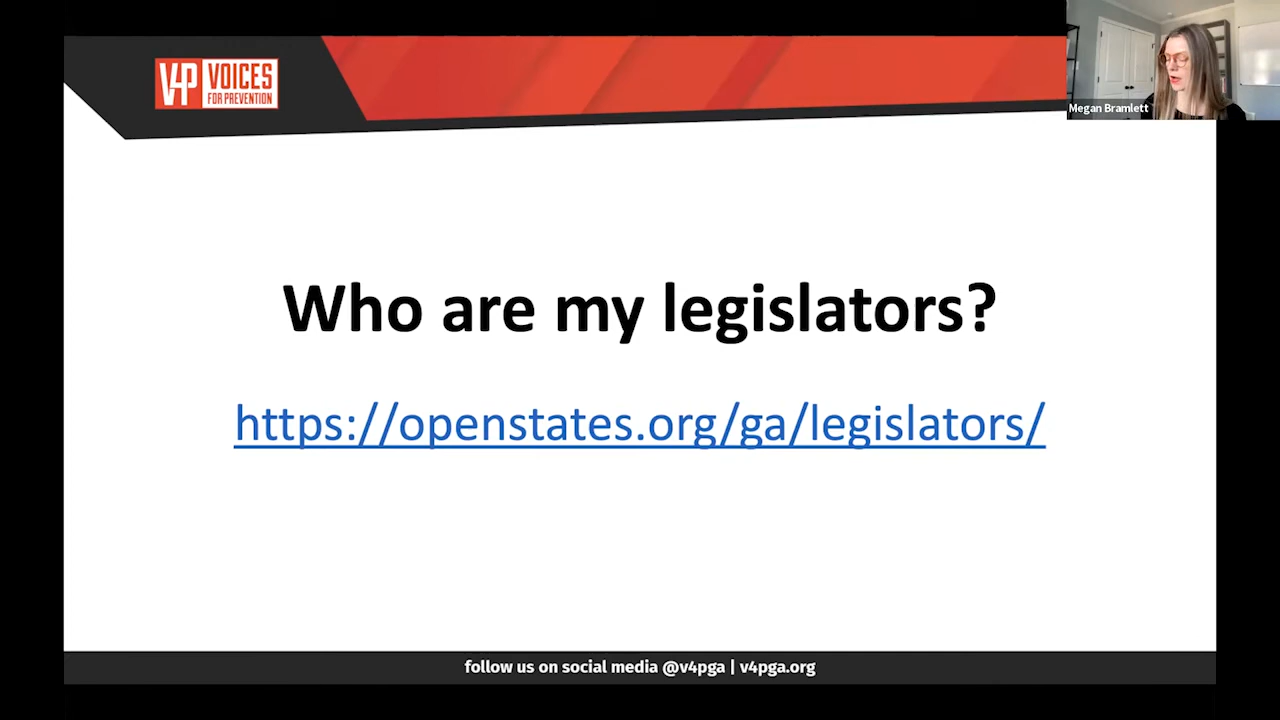 V4P VOICES
FOR PREVENTION
Megan Bramlett
Who are my legislators?
https://openstates.org/ga/legislators/
follow us on social media @v4pga | v4pga.org